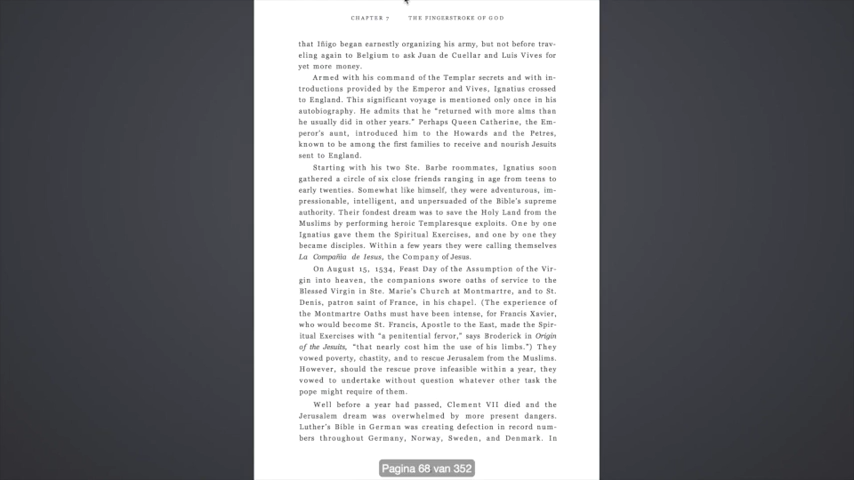 CHAPTER 7 THE FINGERSTROKE OF GOD
that Iñigo began earnestly organizing his army, but not before trav-
eling again to Belgium to ask Juan de Cuellar and Luis Vives for
yet more money.
Armed with his command of the Templar secrets and with in-
troductions provided by the Emperor and Vives, Ignatius crossed
to England. This significant voyage is mentioned only once in his
autobiography. He admits that he "returned with more alms than
he usually did in other years." Perhaps Queen Catherine, the Em-
peror's aunt, introduced him to the Howards and the Petres,
known to be among the first families to receive and nourish Jesuits
sent to England.
Starting with his two Ste. Barbe roommates, Ignatius soon
gathered a circle of six close friends ranging in age from teens to
early twenties. Somewhat like himself, they were adventurous, im-
pressionable, intelligent, and unpersuaded of the Bible's supreme
authority. Their fondest dream was to save the Holy Land from the
Muslims by performing heroic Templaresque exploits. One by one
Ignatius gave them the Spiritual Exercises, and one by one they
became disciples. Within a few years they were calling themselves
La Compañia de Jesus, the Company of Jesus.
On August 15, 1534, Feast Day of the Assumption of the Vir-
gin into heaven, the companions swore oaths of service to the
Blessed Virgin in Ste. Marie's Church at Montmartre, and to St.
Denis, patron saint of France, in his chapel. (The experience of
the Montmartre Oaths must have been intense, for Francis Xavier,
who would become St. Francis, Apostle to the East, made the Spir-
itual Exercises with "a penitential fervor," says Broderick in Origin
of the Jesuits, "that nearly cost him the use of his limbs.") They
vowed poverty, chastity, and to rescue Jerusalem from the Muslims.
However, should the rescue prove infeasible within a year, they
vowed to undertake without question whatever other task the
pope might require of them.
Well before a year had passed, Clement VII died and the
Jerusalem dream was overwhelmed by more present dangers.
Luther's Bible in German was creating defection in record num-
bers throughout Germany, Norway, Sweden, and Denmark. In
Pagina 68 van 352